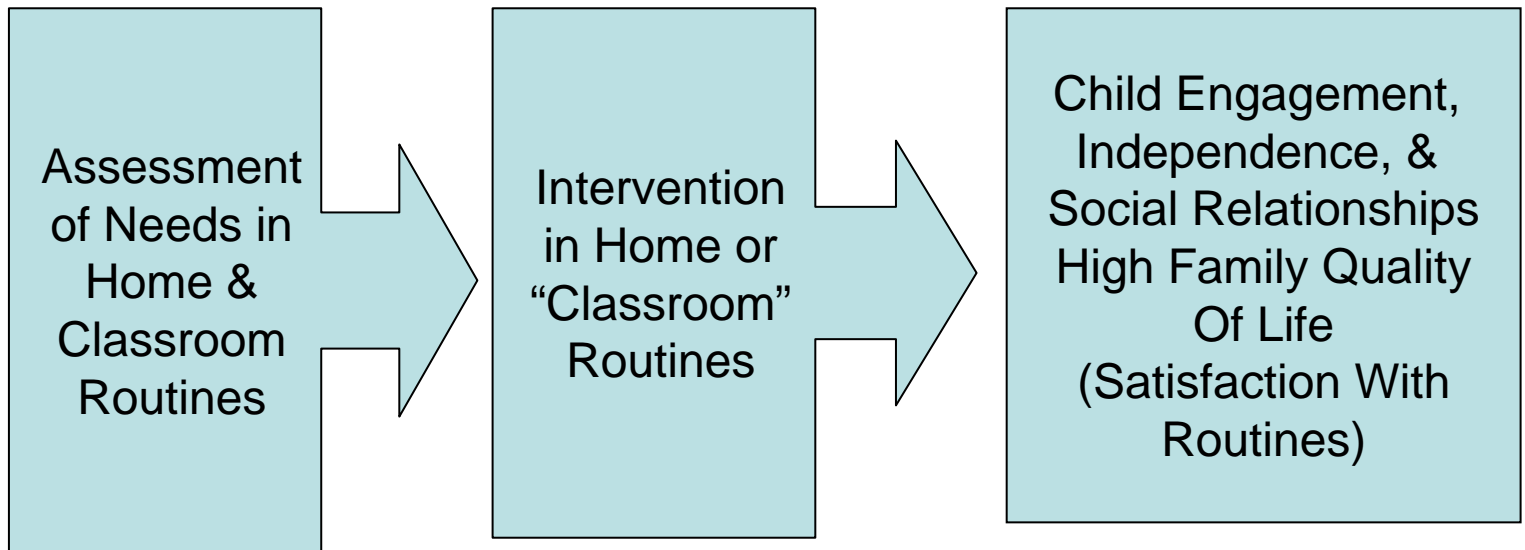 Assessment
of Needs in
Home &
Classroom
Routines
Intervention
in Home or
“Classroom”
Routines
Child Engagement,
Independence, &
Social Relationships
High Family Quality
Of Life
(Satisfaction With
Routines)